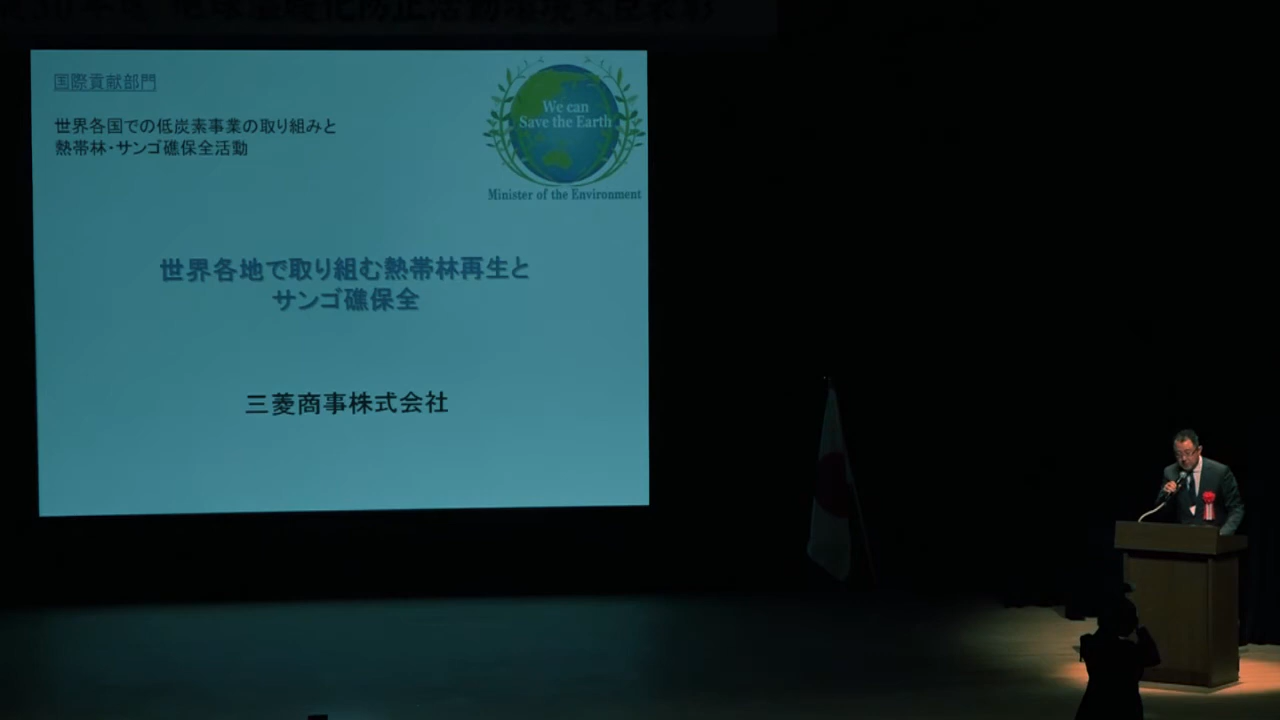 国際貢献部門
世界各国での低炭素事業の取り組みと
熱帯林・サンゴ礁保全活動
We can
Save the Earth
Minister of the Environment
世界各地で取り組む熱帯林再生と
サンゴ礁保全
三菱商事株式会社